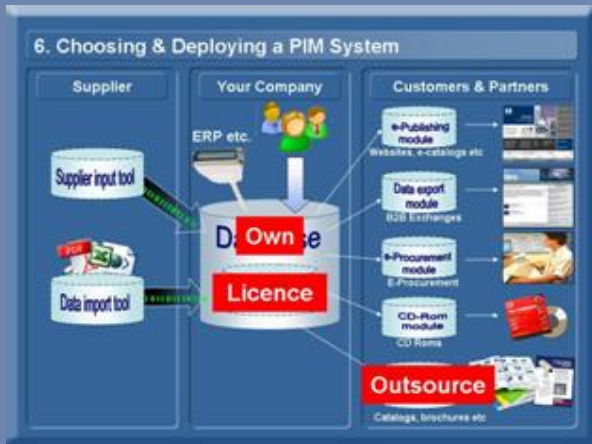 6. Choosing & Deploying a PIM System
Supplier
Your Company
Customers & Partners
ERP etc.
Supplier input tool
PDF
Data import tool
Own
Licence
e-Publishing
module
Websites, e-catalogs etc
Data export
module
B2B Exchanges
e-Procurement
module
E-Procurement
CD-Rom
module
CD Roms
Outsource
Catalogs, brochures etc